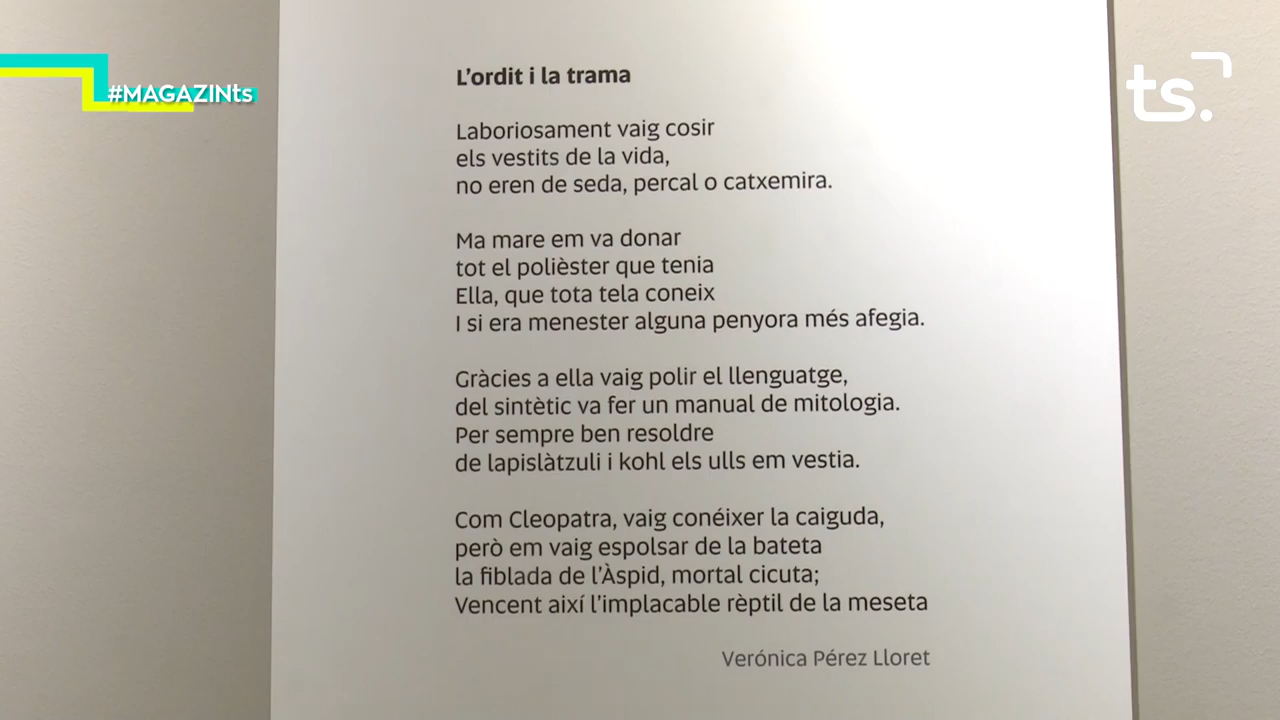 #MAGAZINts
ts.
L'ordit i la trama
Laboriosament vaig cosir
els vestits de la vida,
no eren de seda, percal o catxemira.
Ma mare em va donar
tot el polièster que tenia
Ella, que tota tela coneix
I si era menester alguna penyora més afegia.
Gràcies a ella vaig polir el llenguatge,
del sintètic va fer un manual de mitologia.
Per sempre ben resoldre
de lapislàtzuli i kohl els ulls em vestia.
Com Cleopatra, vaig conéixer la caiguda,
però em vaig espolsar de la bateta
la fiblada de l'Àspid, mortal cicuta;
Vencent així l'implacable rèptil de la meseta
Verónica Pérez Lloret